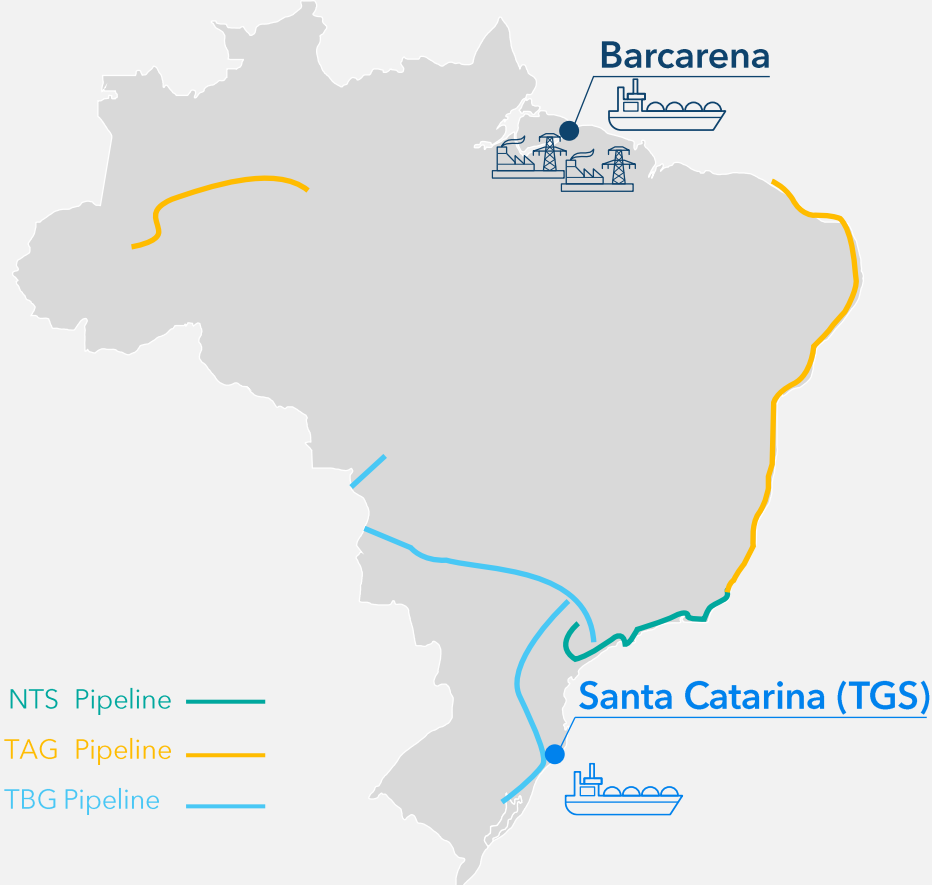 Barcarena
Santa Catarina (TGS)
NTS Pipeline
TAG Pipeline
TBG Pipeline